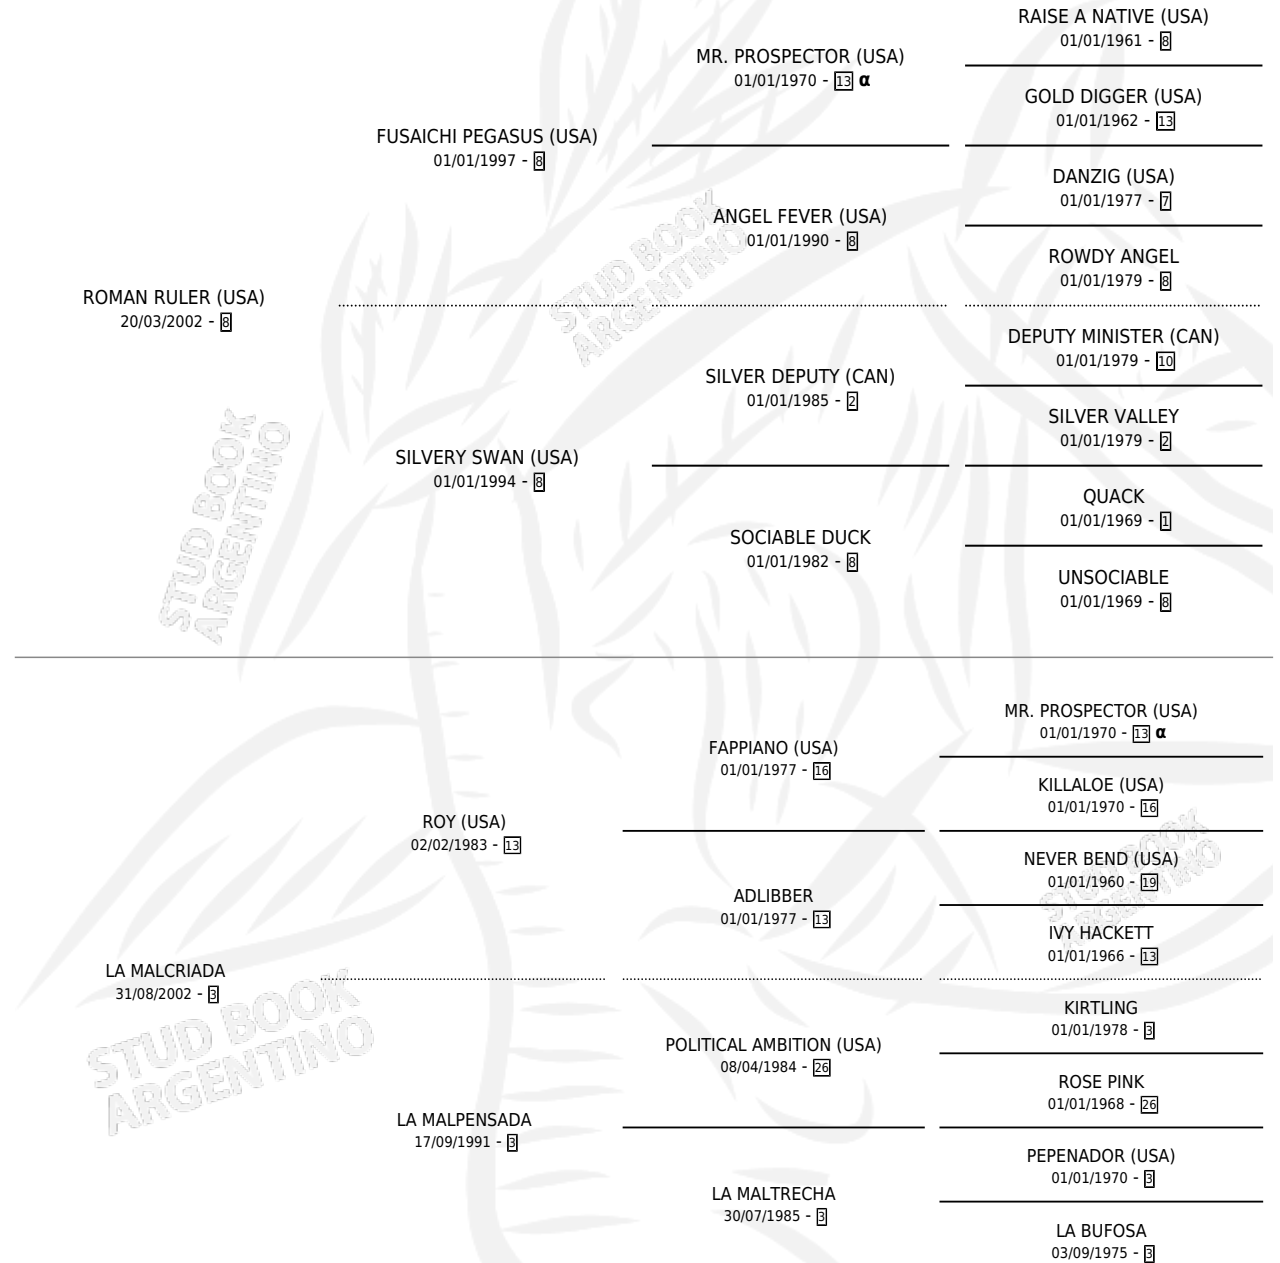 RAISE A NATIVE (USA)
01/01/1961 - 8
MR. PROSPECTOR (USA)
01/01/1970 - 13 α
GOLD DIGGER (USA)
01/01/1962 - 13
FUSAICHI PEGASUS (USA)
01/01/1997 - 8
DANZIG (USA)
01/01/1977 - 7
ANGEL FEVER (USA)
01/01/1990 - 8
ROWDY ANGEL
01/01/1979 - 8
ROMAN RULER (USA)
20/03/2002 - 8
DEPUTY MINISTER (CAN)
01/01/1979 - 10
SILVER DEPUTY (CAN)
01/01/1985 - 2
SILVER VALLEY
01/01/1979 - 2
SILVERY SWAN (USA)
01/01/1994 - 8
QUACK
01/01/1969 - 1
SOCIABLE DUCK
01/01/1982 - 8
UNSOCIABLE
01/01/1969 - 8
MR. PROSPECTOR (USA)
01/01/1970 - 13 α
FAPPIANO (USA)
01/01/1977 - 16
KILLALOE (USA)
01/01/1970 - 16
ROY (USA)
02/02/1983 - 13
NEVER BEND (USA)
01/01/1960 - 19
ADLIBBER
01/01/1977 - 13
IVY HACKETT
01/01/1966 - 13
LA MALCRIADA
31/08/2002 - 3
KIRTLING
01/01/1978 - 3
POLITICAL AMBITION (USA)
08/04/1984 - 26
ROSE PINK
01/01/1968 - 26
LA MALPENSADA
17/09/1991 - 3
PEPENADOR (USA)
01/01/1970 - 3
LA MALTRECHA
30/07/1985 - 3
LA BUFOSA
03/09/1975 - 3
STUD BOOK
ARGENTINO
STUD BOOK
ARGENTINO
STUD BOOK
ARGENTINO
STUD BOOK
ARGENTINO